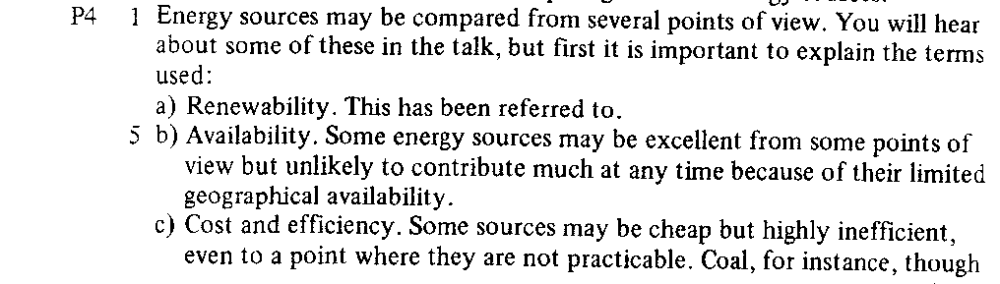 P4 1 Energy sources may be compared from several points of view. You will hear
about some of these in the talk, but first it is important to explain the terms
used:
a) Renewability. This has been referred to.
5 b) Availability. Some energy sources may be excellent from some points of
view but unlikely to contribute much at any time because of their limited
geographical availability.
c) Cost and efficiency. Some sources may be cheap but highly inefficient,
even to a point where they are not practicable. Coal, for instance, though